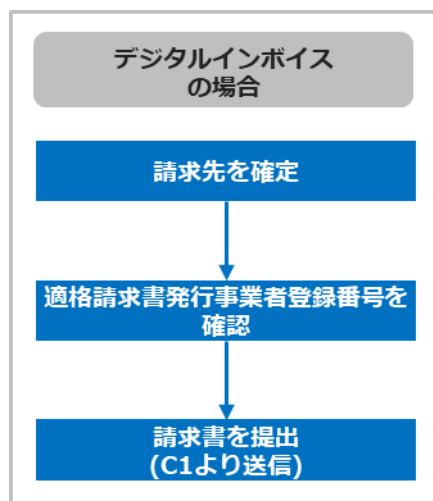 デジタルインボイス
の場合
請求先を確定
適格請求書発行事業者登録番号を
確認
請求書を提出
(C1より送信)